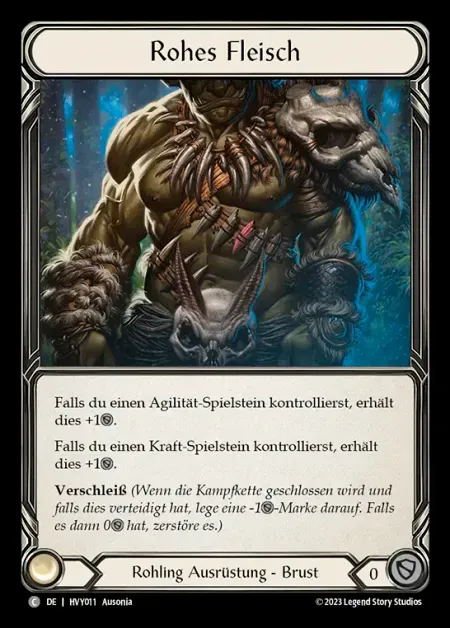 Rohes Fleisch
Falls du einen Agilität-Spielstein kontrollierst, erhält
dies +1.
Falls du einen Kraft-Spielstein kontrollierst, erhält
dies +1.
Verschleiß (Wenn die Kampfkette geschlossen wird und
falls dies verteidigt hat, lege eine -1-Marke darauf. Falls
es dann 0 hat, zerstöre es.)
Rohling Ausrüstung - Brust
0
C DE | HVY011 Ausonia
© 2023 Legend Story Studios